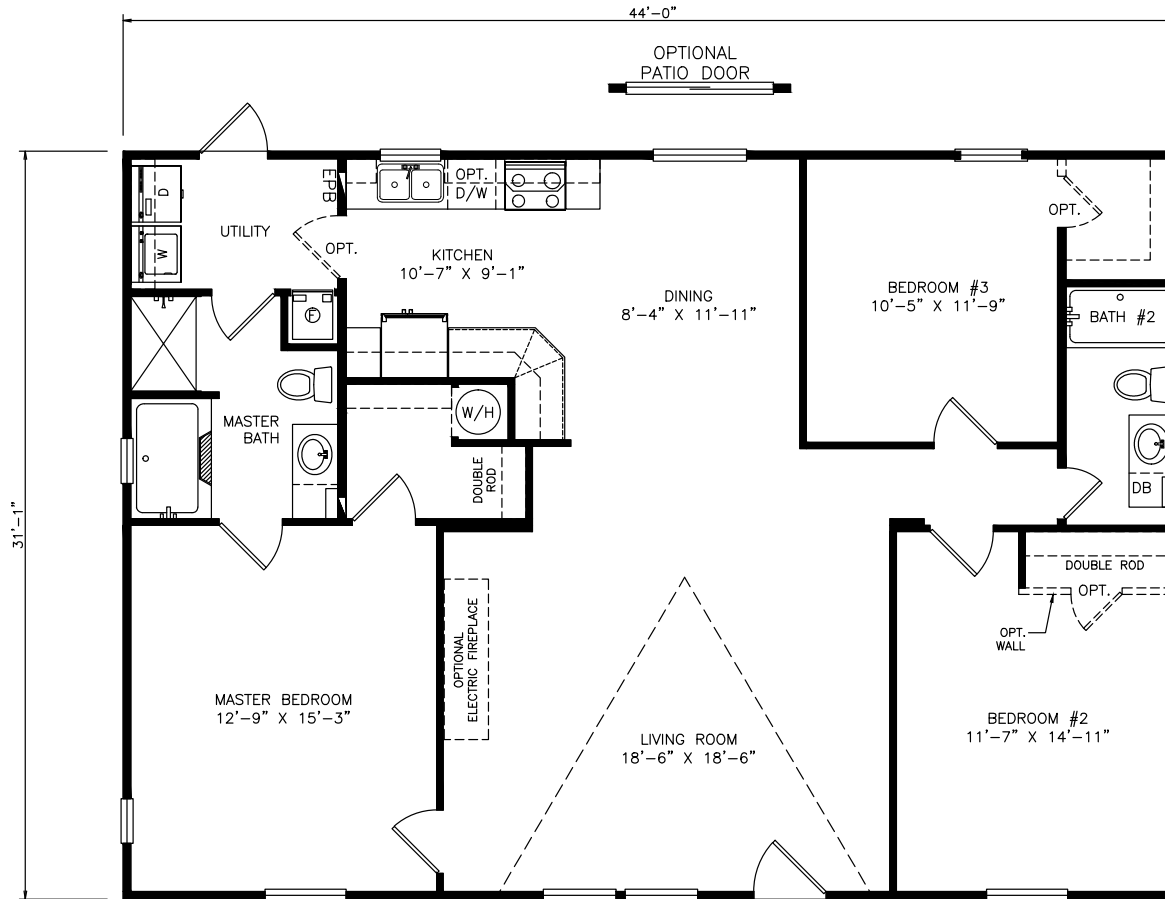 44'-0"
OPTIONAL
PATIO DOOR
D
EPB
OPT.
D/W
OPT.
UTILITY
W
OPT.
KITCHEN
10'-7" X 9'-1"
DINING
8'-4" X 11'-11"
BEDROOM #3
10'-5" X 11'-9"
F
BATH #2
W/H
MASTER
BATH
DOUBLE
ROD
DB
31'-1"
DOUBLE ROD
OPT.
OPT.
WALL
OPTIONAL
ELECTRIC FIREPLACE
MASTER BEDROOM
12'-9" X 15'-3"
LIVING ROOM
18'-6" X 18'-6"
BEDROOM #2
11'-7" X 14'-11"